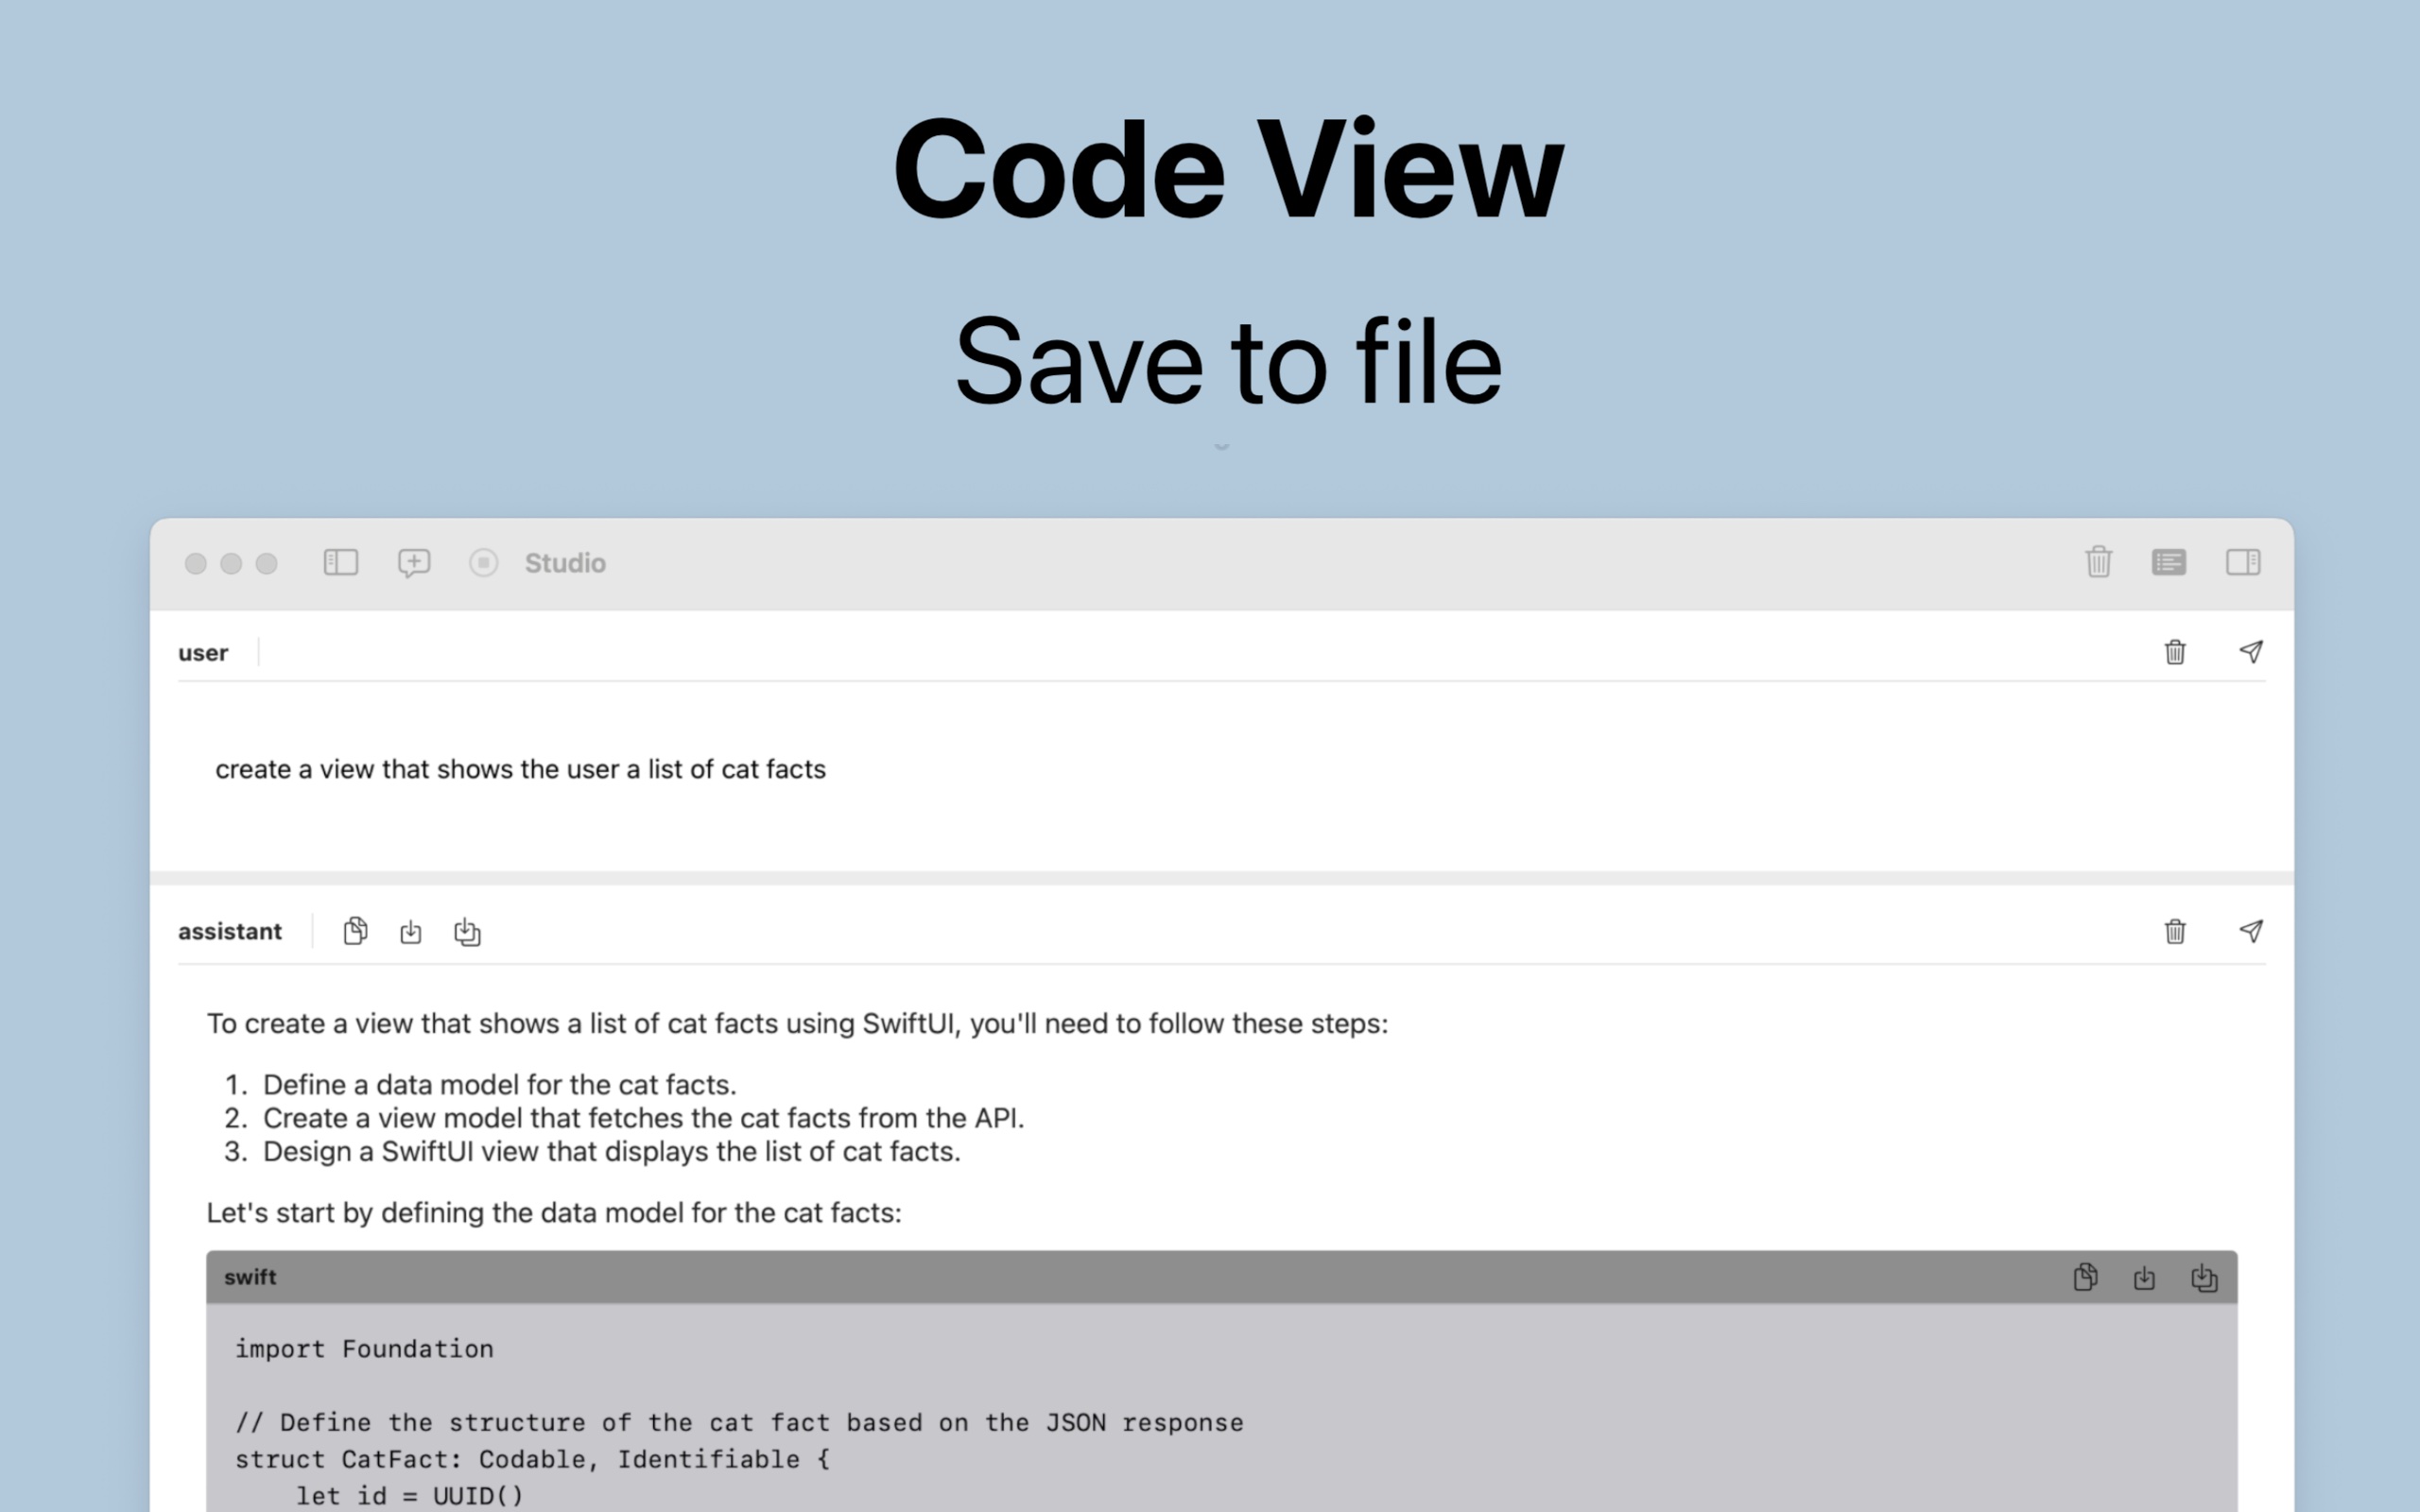 Code View
Save to file
Studio
user
create a view that shows the user a list of cat facts
assistant
To create a view that shows a list of cat facts using SwiftUI, you'll need to follow these steps:
1. Define a data model for the cat facts.
2. Create a view model that fetches the cat facts from the API.
3. Design a SwiftUI view that displays the list of cat facts.
Let's start by defining the data model for the cat facts:
swift
import Foundation
// Define the structure of the cat fact based on the JSON response
struct CatFact: Codable, Identifiable {
    let id = UUID()